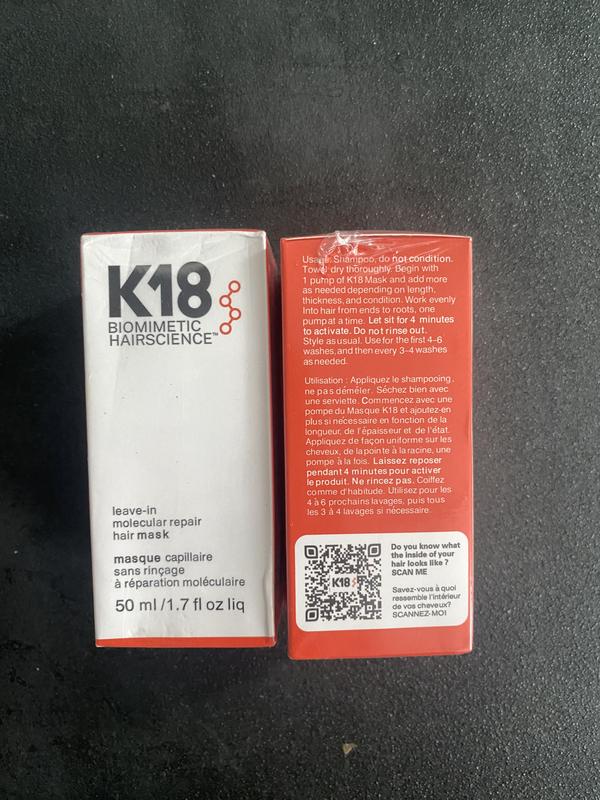 K18
BIOMIMETIC
HAIRSCIENCE™
leave-in
molecular repair
hair mask
masque capillaire
sans rinçage
à réparation moléculaire
50 ml /1.7 fl oz liq
Usage: Shampoo, do not condition.
Towel dry thoroughly. Begin with
1 pump of K18 Mask and add more
as needed depending on length,
thickness, and condition. Work evenly
Into hair from ends to roots, one
pump at a time. Let sit for 4 minutes
to activate. Do not rinse out.
Style as usual. Use for the first 4-6
washes, and then every 3-4 washes
as needed.
Utilisation : Appliquez le shampooing,
ne pas démêler. Séchez bien avec
une serviette. Commencez avec une
pompe du Masque K18 et ajoutez-en
plus si nécessaire en fonction de la
longueur, de l'épaisseur et de l'état.
Appliquez de façon uniforme sur les
cheveux, de la pointe à la racine, une
pompe à la fois. Laissez reposer
pendant 4 minutes pour activer
le produit. Ne rincez pas. Coiffez
comme d'habitude. Utilisez pour les
4 à 6 prochains lavages, puis tous
les 3 à 4 lavages si nécessaire.
K18
Do you know what
the inside of your
hair looks like ?
SCAN ME
Savez-vous à quoi
ressemble l'intérieur
de vos cheveux?
SCANNEZ-MOI